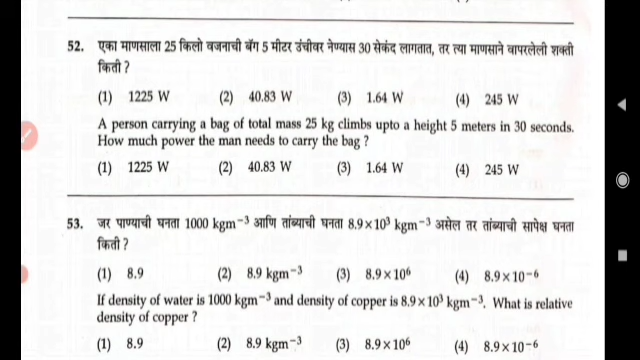 52. एका माणसाला 25 किलो वजनाची बॅग 5 मीटर उंचीवर नेण्यास 30 सेकंद लागतात, तर त्या माणसाने वापरलेली शक्ती
किती ?
(1) 1225 W (2) 40.83 W (3) 1.64 W (4) 245 W
A person carrying a bag of total mass 25 kg climbs upto a height 5 meters in 30 seconds.
How much power the man needs to carry the bag ?
(1) 1225 W (2) 40.83 W (3) 1.64 W (4) 245 W
53. जर पाण्याची घनता 1000 kgm⁻³ आणि तांब्याची घनता 8.9×10³ kgm⁻³ असेल तर तांब्याची सापेक्ष घनता
किती ?
(1) 8.9 (2) 8.9 kgm⁻³ (3) 8.9×10⁶ (4) 8.9×10⁻⁶
If density of water is 1000 kgm⁻³ and density of copper is 8.9×10³ kgm⁻³. What is relative
density of copper ?
(1) 8.9 (2) 8.9 kgm⁻³ (3) 8.9×10⁶ (4) 8.9×10⁻⁶